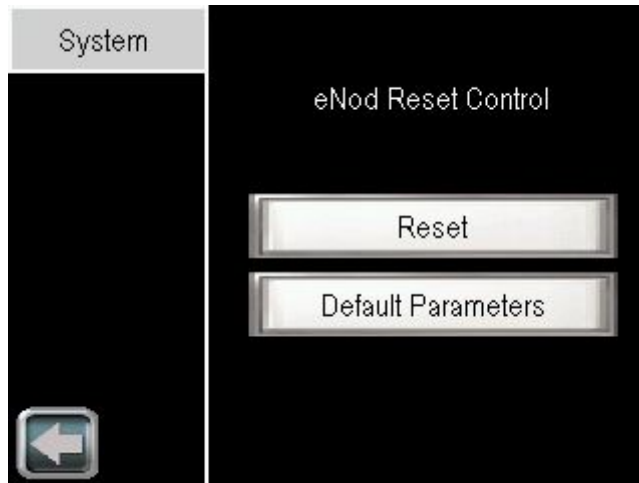 System
eNod Reset Control
Reset
Default Parameters